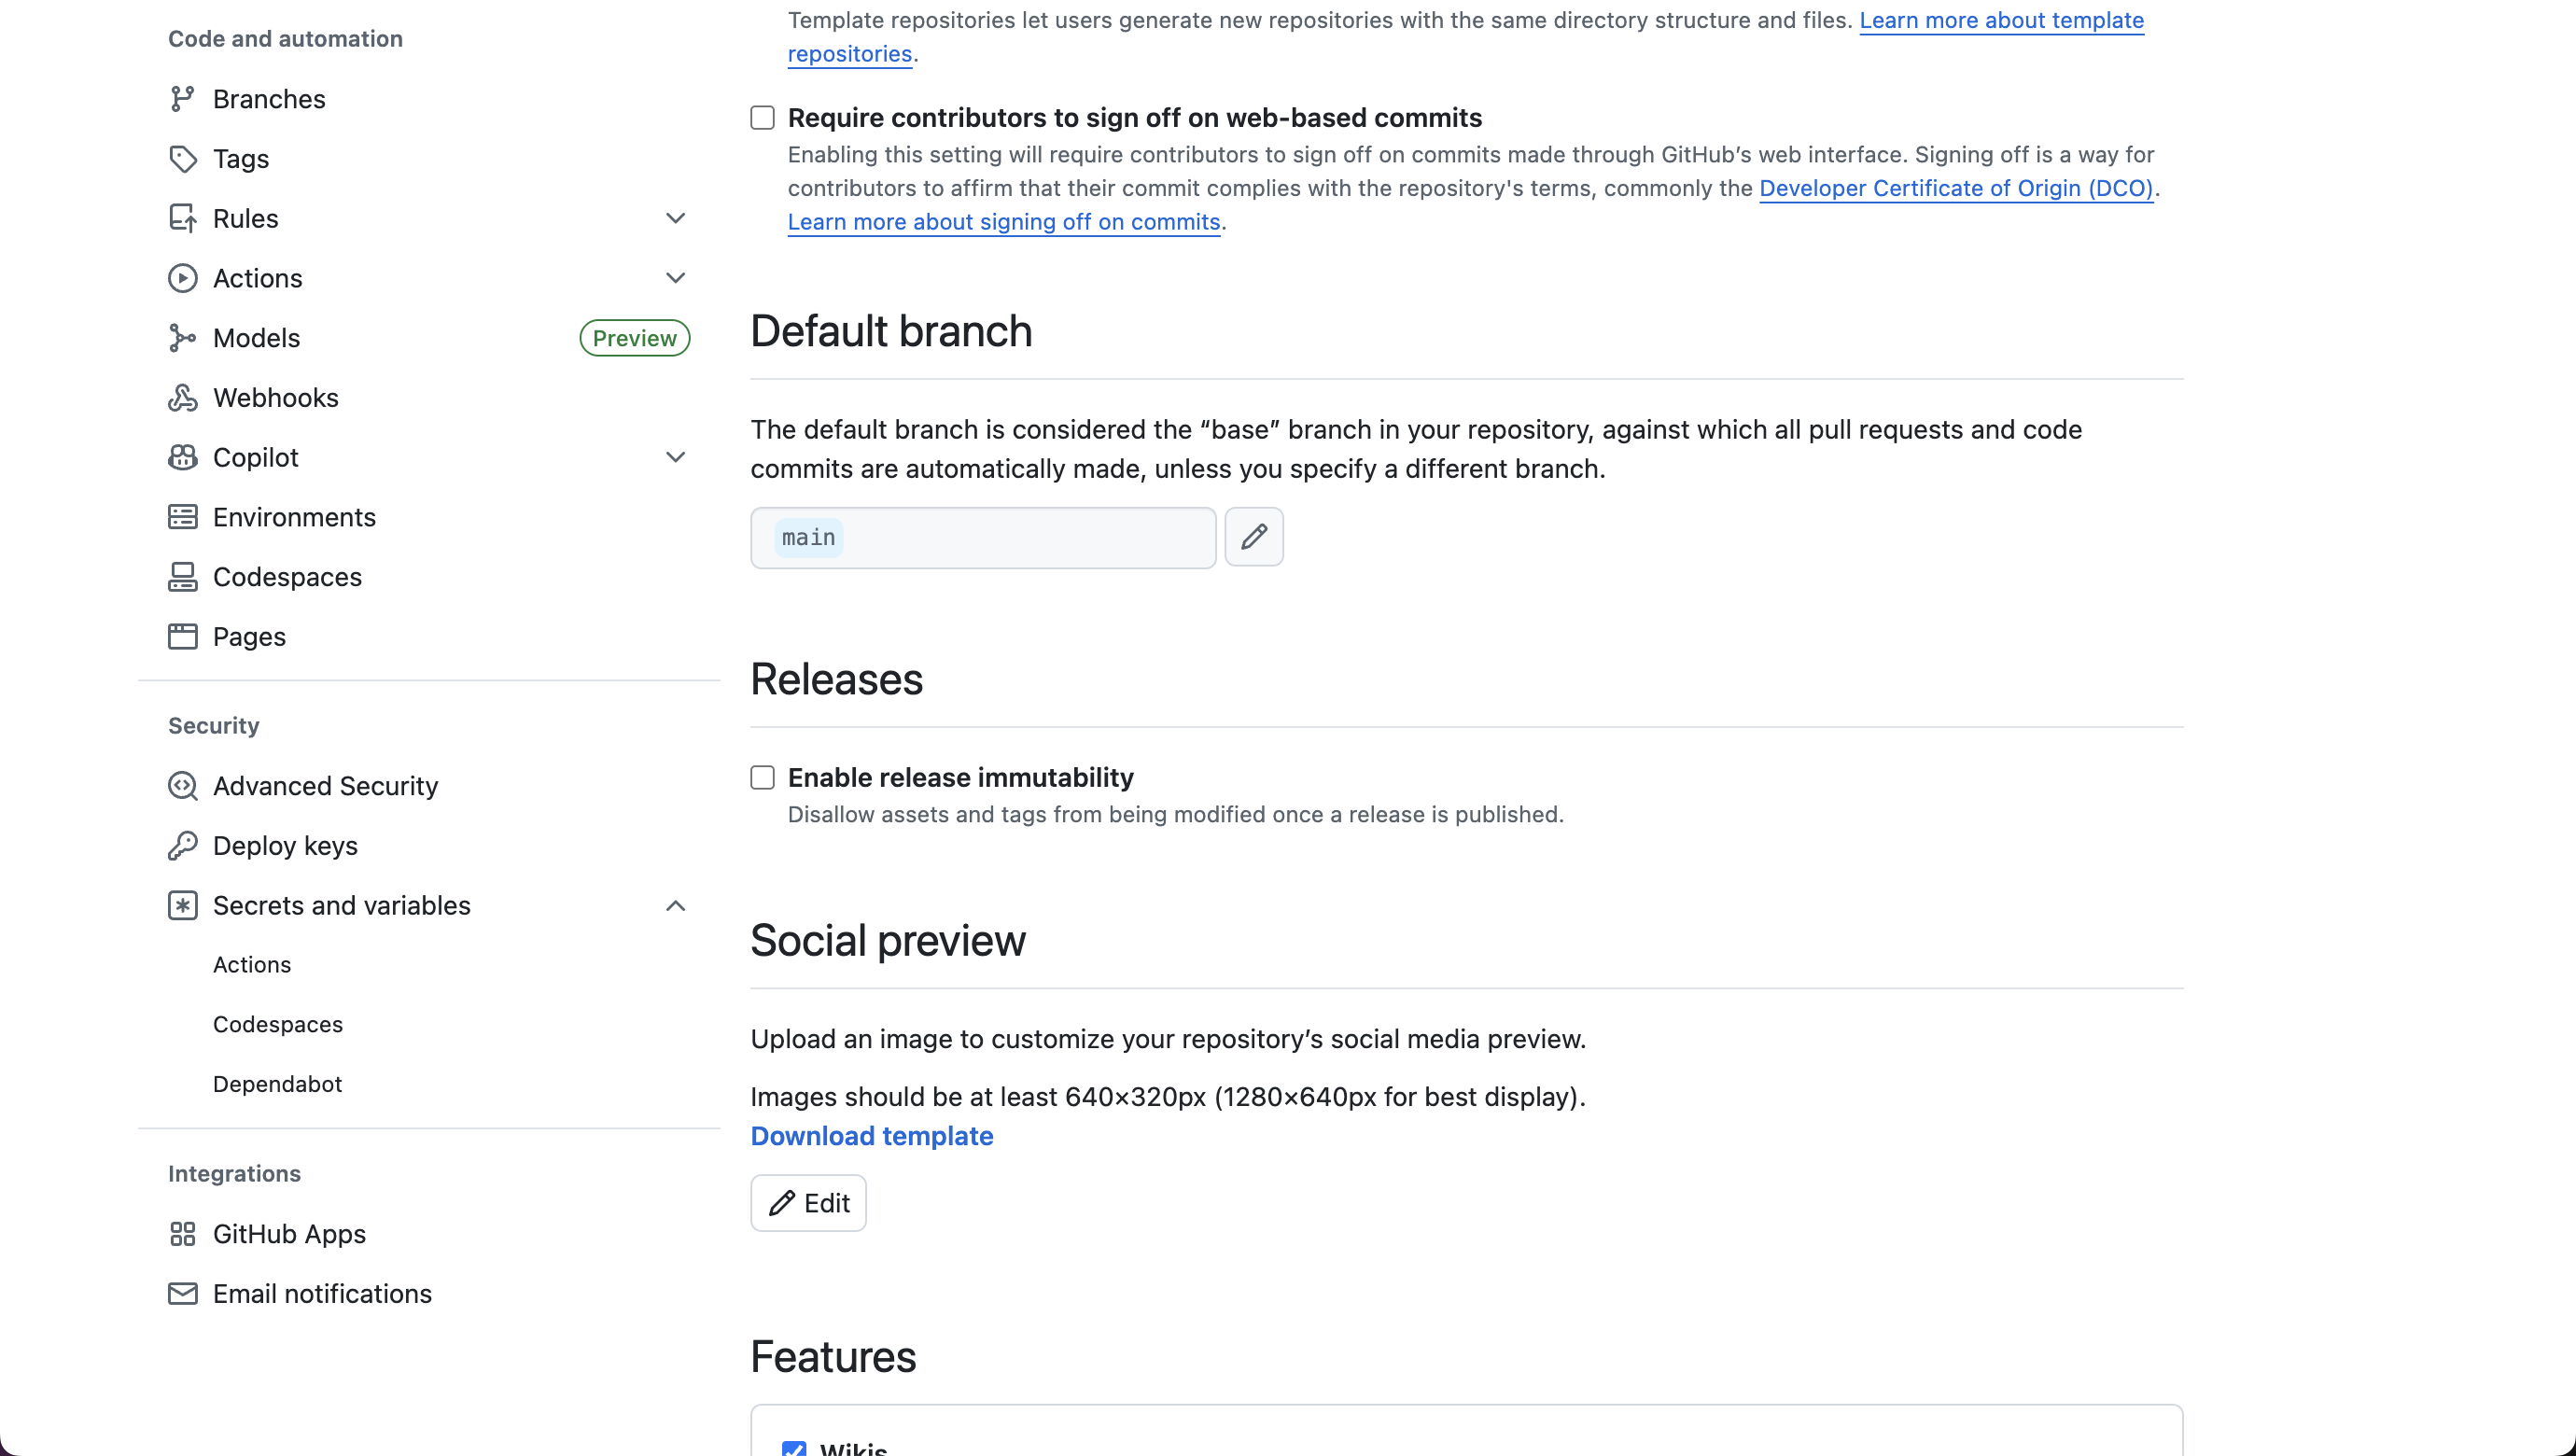 Code and automation
Branches
Tags
Rules
Actions
Models
Preview
Webhooks
Copilot
Environments
Codespaces
Pages
Security
Advanced Security
Deploy keys
Secrets and variables
Actions
Codespaces
Dependabot
Integrations
GitHub Apps
Email notifications
Template repositories let users generate new repositories with the same directory structure and files. Learn more about template
repositories.
Require contributors to sign off on web-based commits
Enabling this setting will require contributors to sign off on commits made through GitHub’s web interface. Signing off is a way for
contributors to affirm that their commit complies with the repository's terms, commonly the Developer Certificate of Origin (DCO).
Learn more about signing off on commits.
Default branch
The default branch is considered the “base” branch in your repository, against which all pull requests and code
commits are automatically made, unless you specify a different branch.
main
Releases
Enable release immutability
Disallow assets and tags from being modified once a release is published.
Social preview
Upload an image to customize your repository’s social media preview.
Images should be at least 640×320px (1280×640px for best display).
Download template
Edit
Features
Wikis